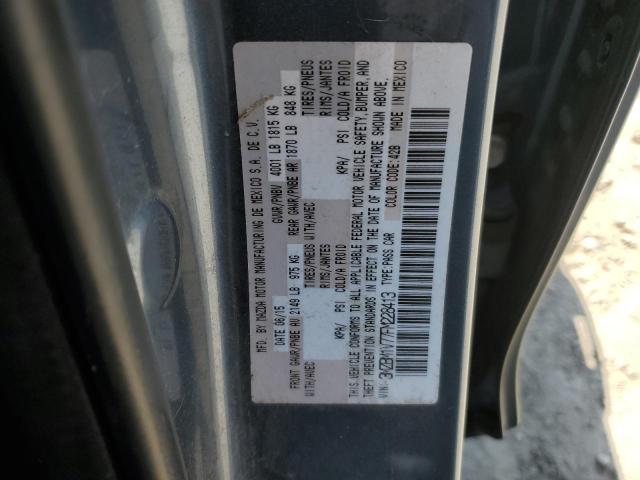 MFD. BY MAZDA MOTOR MANUFACTURING DE MEXICO S.A. DE C.V.
DATE 06/15 GVWR/PNBV 4001 LB 1815 KG
FRONT GAWR/PNBE AV 2149 LB 975 KG REAR GAWR/PNBE AR 1870 LB 848 KG
WITH/AVEC TIRES/PNEUS WITH/AVEC TIRES/PNEUS
RIMS/JANTES RIMS/JANTES
KPA/ PSI COLD/A FROID KPA/ PSI COLD/A FROID
THIS VEHICLE CONFORMS TO ALL APPLICABLE FEDERAL MOTOR VEHICLE SAFETY, BUMPER, AND
THEFT PREVENTION STANDARDS IN EFFECT ON THE DATE OF MANUFACTURE SHOWN ABOVE.
VIN: 3MZBM1V77FM228413 TYPE:PASS CAR COLOR CODE:42B MADE IN MEXICO